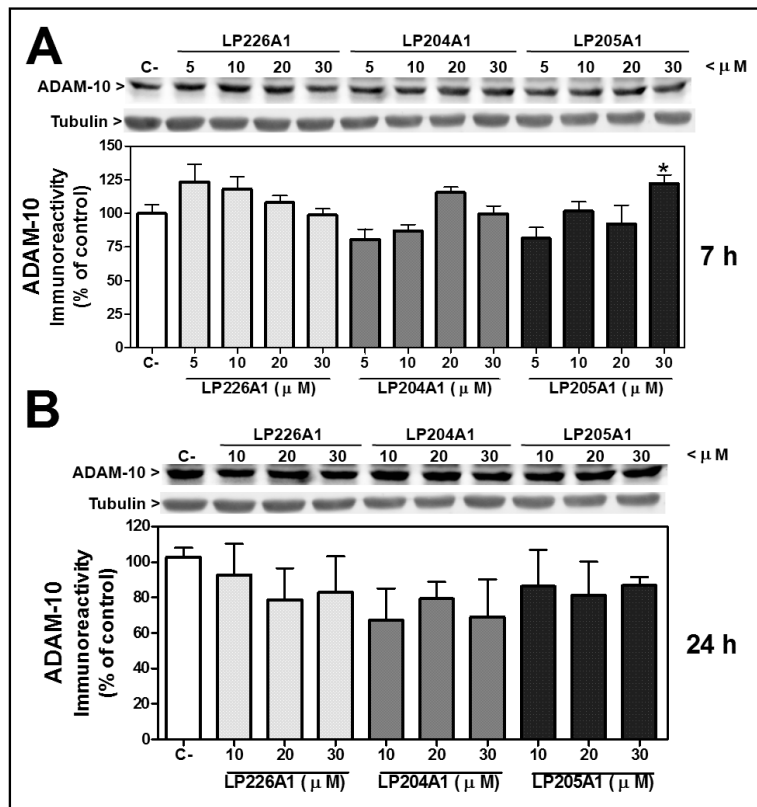 A
LP226A1 LP204A1 LP205A1
C- 5 10 20 30 5 10 20 30 5 10 20 30 < μ M
ADAM-10 >
Tubulin >
150
125
100
75
50
25
0
ADAM-10
Immunoreactivity
(% of control)
*
7 h
C- 5 10 20 30 5 10 20 30 5 10 20 30
LP226A1 ( μ M) LP204A1 ( μ M) LP205A1 ( μ M)
B
LP226A1 LP204A1 LP205A1
C- 10 20 30 10 20 30 10 20 30 < μ M
ADAM-10 >
Tubulin >
120
100
80
60
40
20
0
ADAM-10
Immunoreactivity
(% of control)
24 h
C- 10 20 30 10 20 30 10 20 30
LP226A1 ( μ M) LP204A1 ( μ M) LP205A1 ( μ M)